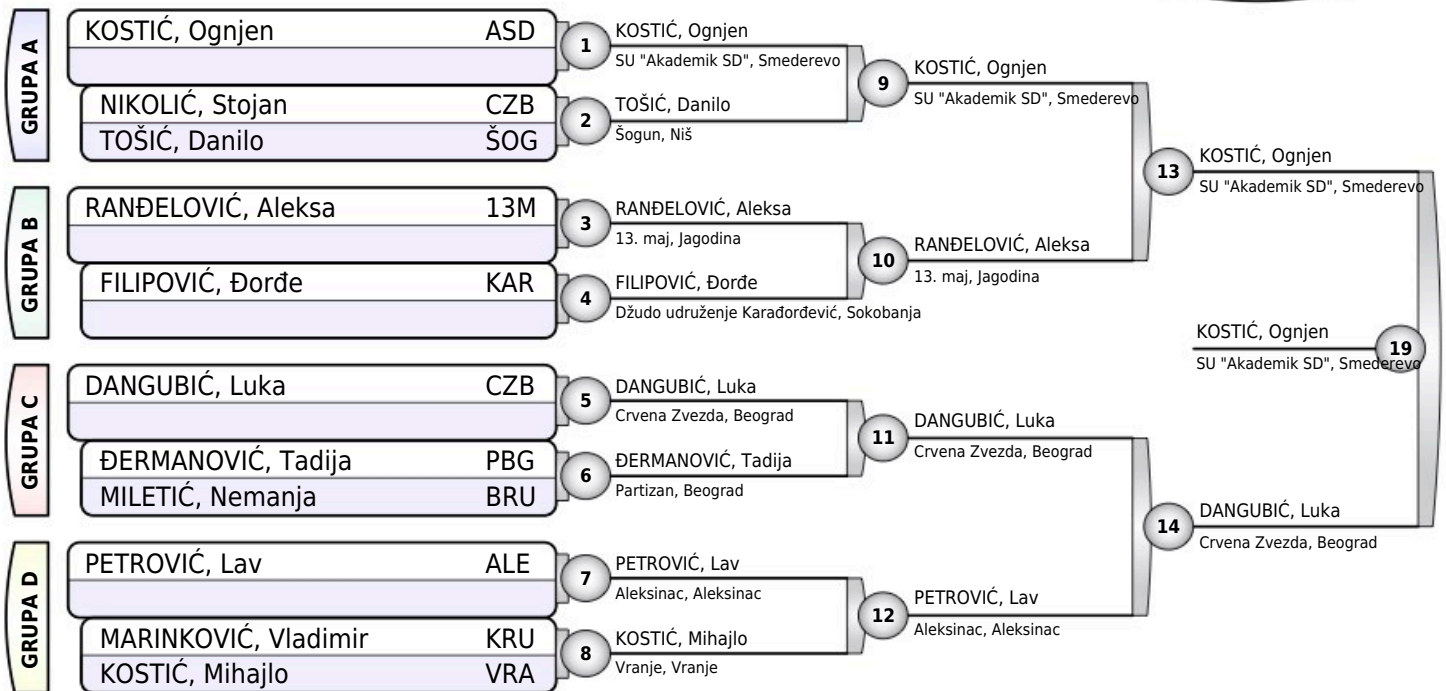 GRUPA A
KOSTIĆ, Ognjen ASD
NIKOLIĆ, Stojan CZB
TOŠIĆ, Danilo ŠOG
GRUPA B
RANĐELOVIĆ, Aleksa 13M
FILIPOVIĆ, Đorđe KAR
GRUPA C
DANGUBIĆ, Luka CZB
ĐERMANOVIĆ, Tadija PBG
MILETIĆ, Nemanja BRU
GRUPA D
PETROVIĆ, Lav ALE
MARINKOVIĆ, Vladimir KRU
KOSTIĆ, Mihajlo VRA
1
KOSTIĆ, Ognjen
SU "Akademik SD", Smederevo
2
TOŠIĆ, Danilo
Šogun, Niš
3
RANĐELOVIĆ, Aleksa
13. maj, Jagodina
4
FILIPOVIĆ, Đorđe
Džudo udruženje Karađorđević, Sokobanja
5
DANGUBIĆ, Luka
Crvena Zvezda, Beograd
6
ĐERMANOVIĆ, Tadija
Partizan, Beograd
7
PETROVIĆ, Lav
Aleksinac, Aleksinac
8
KOSTIĆ, Mihajlo
Vranje, Vranje
9
KOSTIĆ, Ognjen
SU "Akademik SD", Smederevo
10
RANĐELOVIĆ, Aleksa
13. maj, Jagodina
11
DANGUBIĆ, Luka
Crvena Zvezda, Beograd
12
PETROVIĆ, Lav
Aleksinac, Aleksinac
13
KOSTIĆ, Ognjen
SU "Akademik SD", Smederevo
14
DANGUBIĆ, Luka
Crvena Zvezda, Beograd
KOSTIĆ, Ognjen
19
SU "Akademik SD", Smederevo